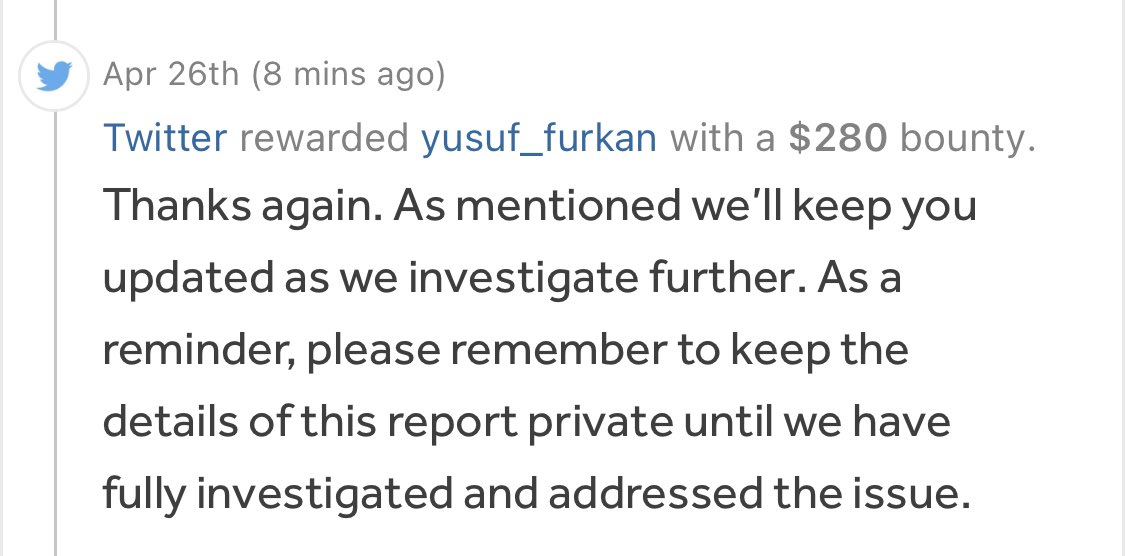 Apr 26th (8 mins ago)
Twitter rewarded yusuf_furkan with a $280 bounty.
Thanks again. As mentioned we’ll keep you
updated as we investigate further. As a
reminder, please remember to keep the
details of this report private until we have
fully investigated and addressed the issue.